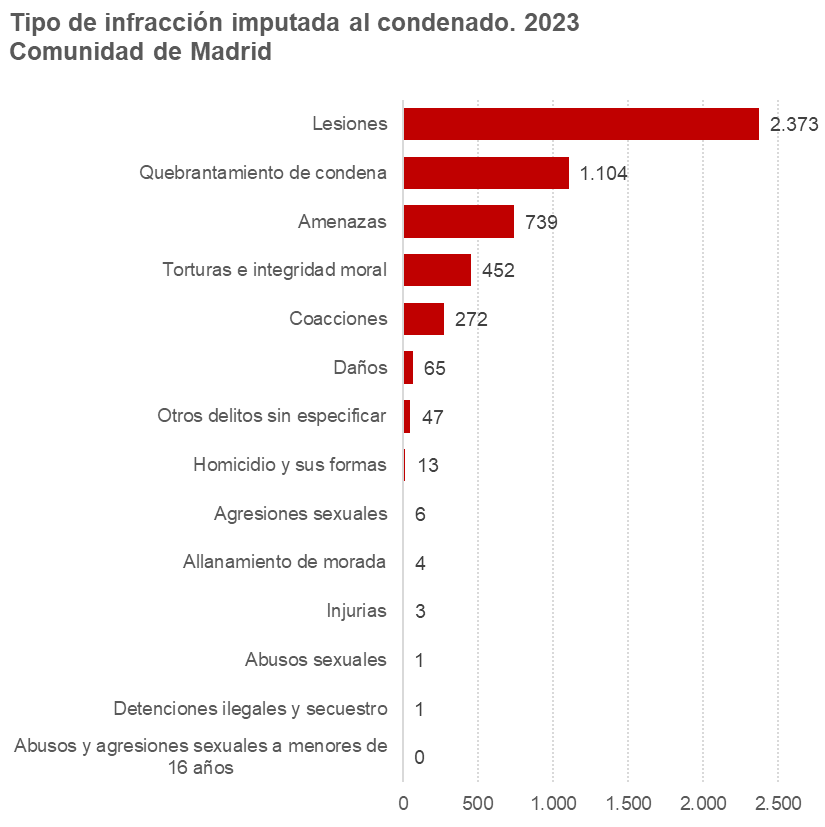 Tipo de infracción imputada al condenado. 2023
Comunidad de Madrid
Lesiones 2.373
Quebrantamiento de condena 1.104
Amenazas 739
Torturas e integridad moral 452
Coacciones 272
Daños 65
Otros delitos sin especificar 47
Homicidio y sus formas 13
Agresiones sexuales 6
Allanamiento de morada 4
Injurias 3
Abusos sexuales 1
Detenciones ilegales y secuestro 1
Abusos y agresiones sexuales a menores de
16 años 0
0 500 1.000 1.500 2.000 2.500